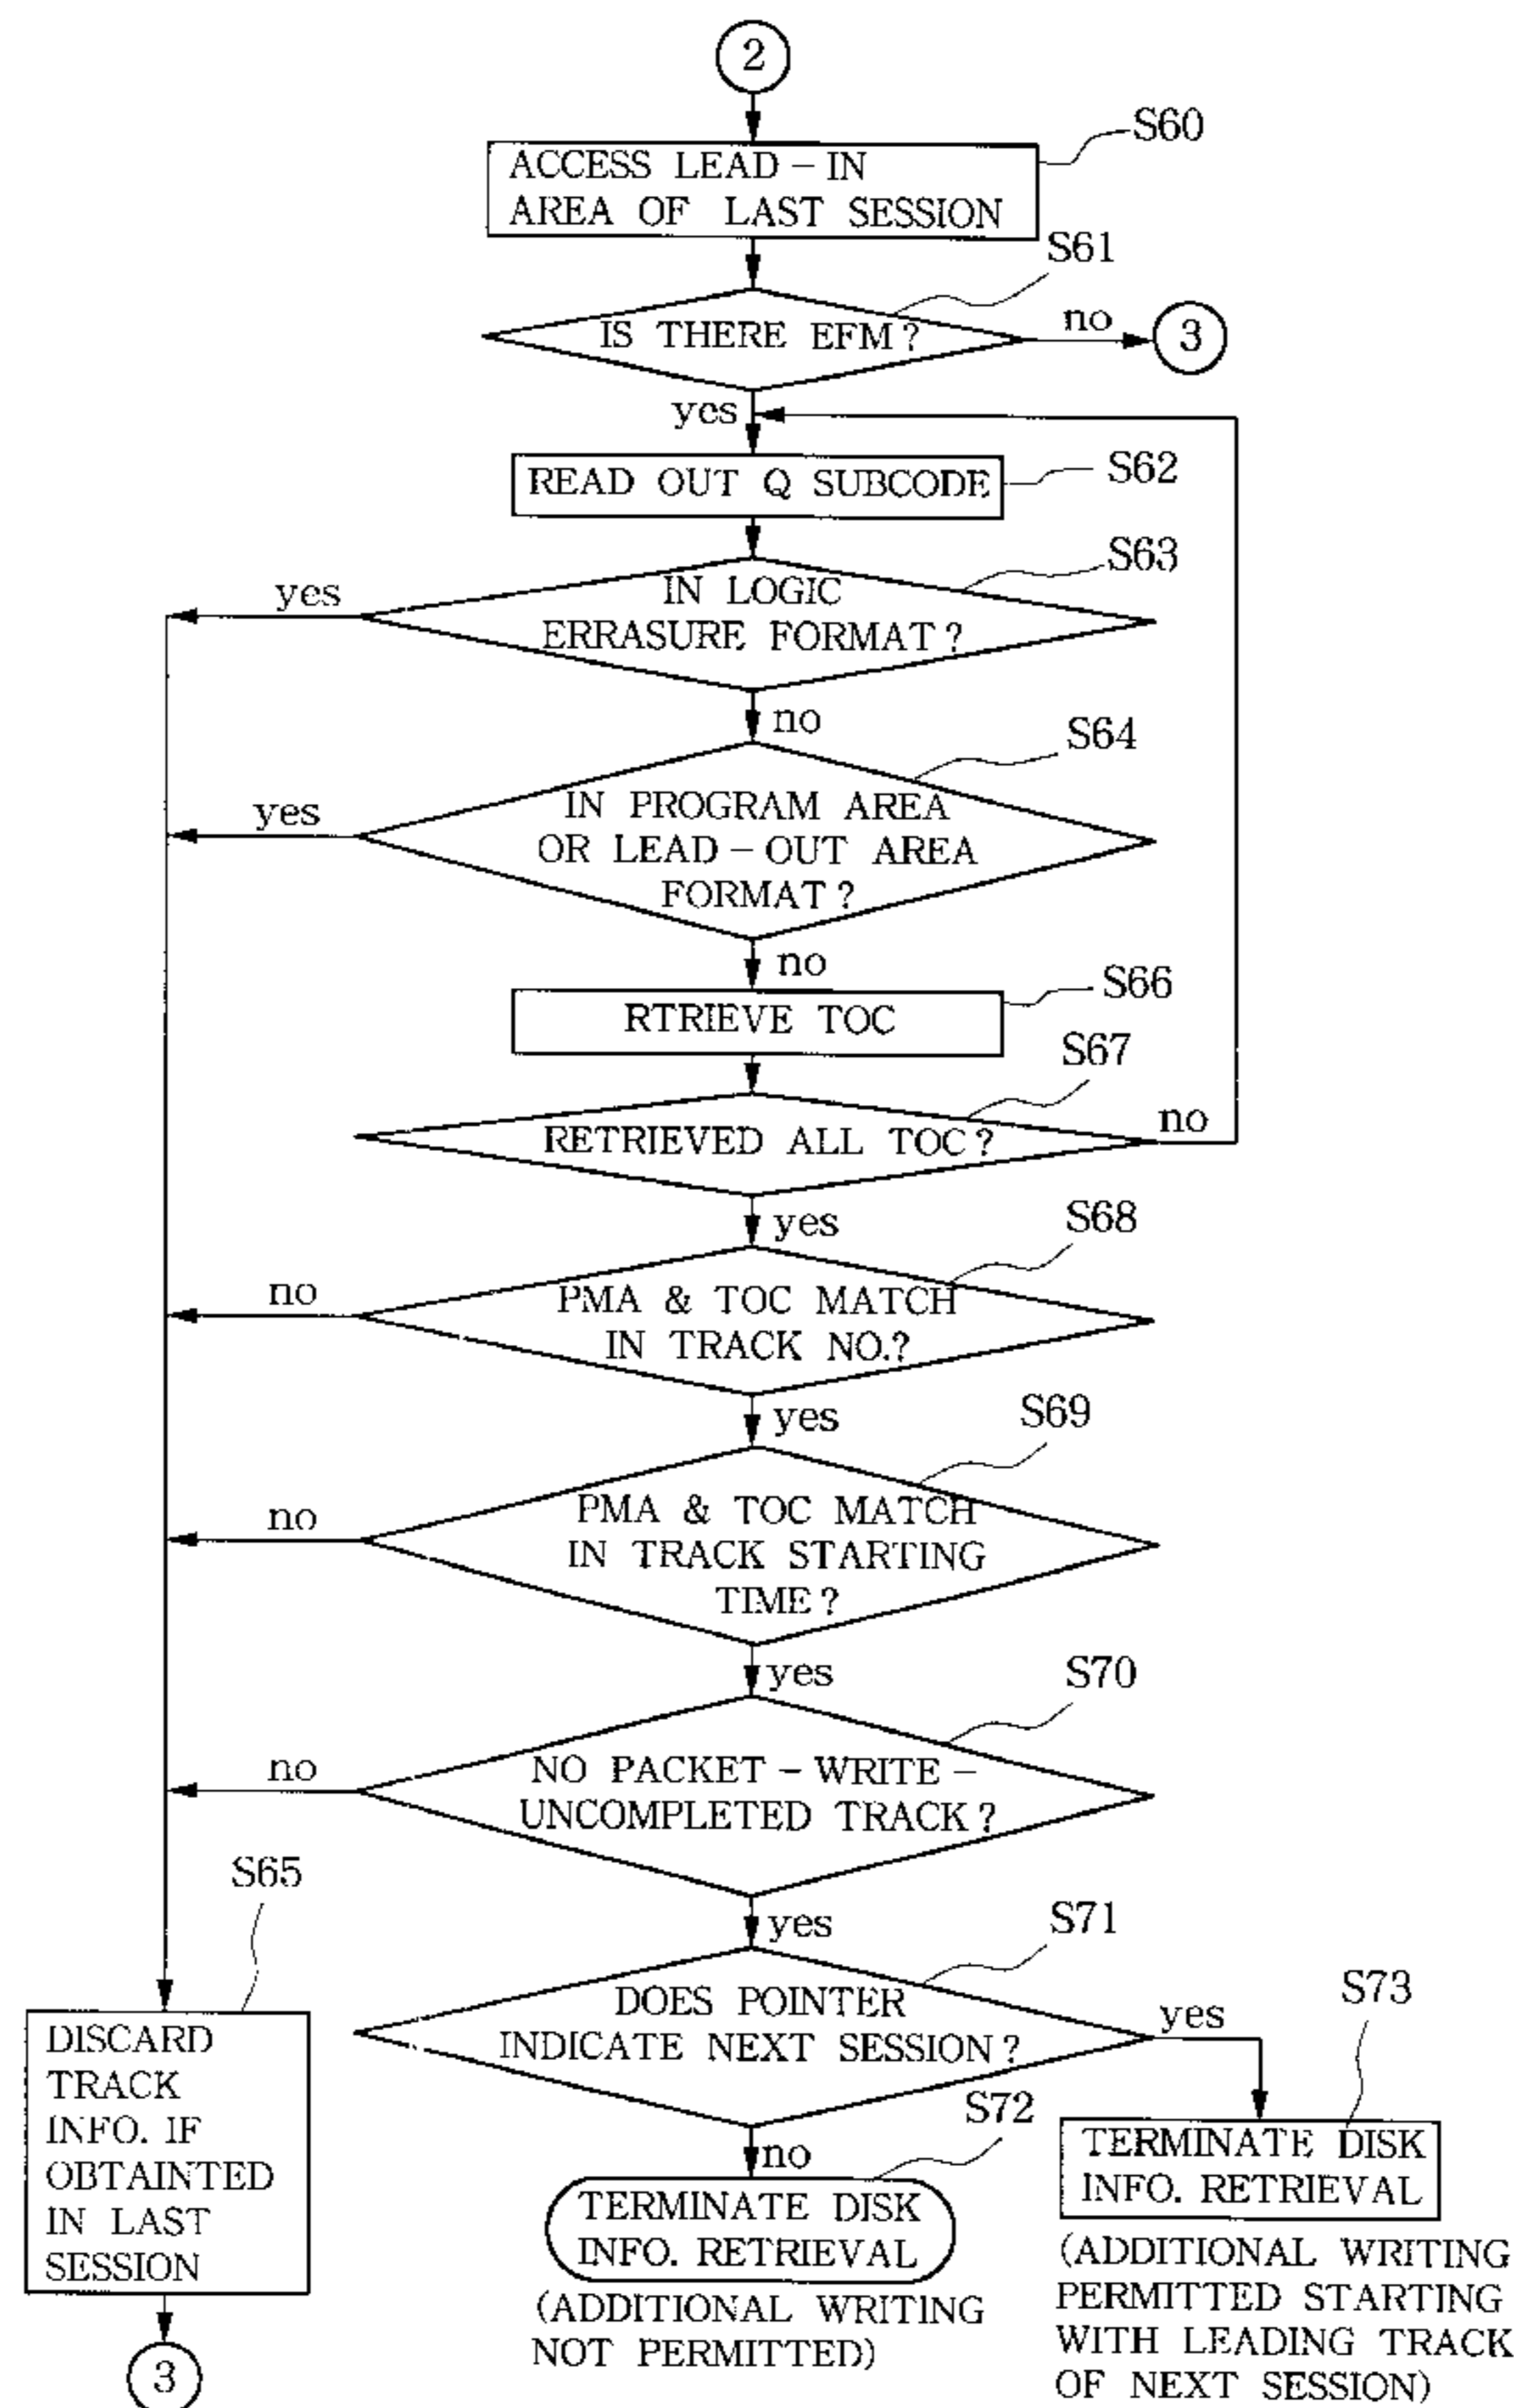 2
S60
ACCESS LEAD-IN
AREA OF LAST SESSION
S61
IS THERE EFM?
no
3
yes
READ OUT Q SUBCODE
S62
S63
yes
IN LOGIC
ERRASURE FORMAT?
no
S64
yes
IN PROGRAM AREA
OR LEAD-OUT AREA
FORMAT?
no
S66
RTRIEVE TOC
S67
RETRIEVED ALL TOC?
no
yes
S68
no
PMA & TOC MATCH
IN TRACK NO.?
yes
S69
no
PMA & TOC MATCH
IN TRACK STARTING
TIME?
yes
S70
no
NO PACKET-WRITE-
UNCOMPLETED TRACK?
S65
yes
S71
DOES POINTER
INDICATE NEXT SESSION?
yes
S73
DISCARD
TRACK
INFO. IF
OBTAINTED
IN LAST
SESSION
3
no
S72
TERMINATE DISK
INFO. RETRIEVAL
(ADDITIONAL WRITING
NOT PERMITTED)
TERMINATE DISK
INFO. RETRIEVAL
(ADDITIONAL WRITING
PERMITTED STARTING
WITH LEADING TRACK
OF NEXT SESSION)